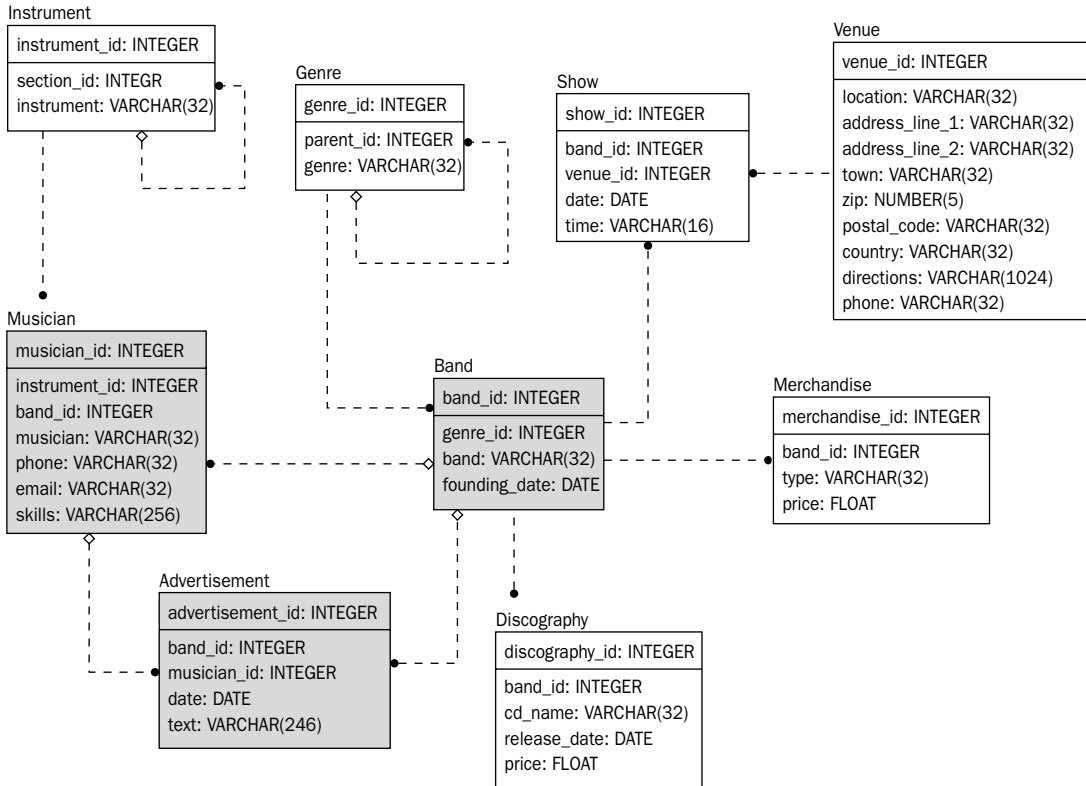 Instrument
instrument_id: INTEGER
section_id: INTEGR
instrument: VARCHAR(32)
Genre
genre_id: INTEGER
parent_id: INTEGER
genre: VARCHAR(32)
Show
show_id: INTEGER
band_id: INTEGER
venue_id: INTEGER
date: DATE
time: VARCHAR(16)
Venue
venue_id: INTEGER
location: VARCHAR(32)
address_line_1: VARCHAR(32)
address_line_2: VARCHAR(32)
town: VARCHAR(32)
zip: NUMBER(5)
postal_code: VARCHAR(32)
country: VARCHAR(32)
directions: VARCHAR(1024)
phone: VARCHAR(32)
Musician
musician_id: INTEGER
instrument_id: INTEGER
band_id: INTEGER
musician: VARCHAR(32)
phone: VARCHAR(32)
email: VARCHAR(32)
skills: VARCHAR(256)
Band
band_id: INTEGER
genre_id: INTEGER
band: VARCHAR(32)
founding_date: DATE
Merchandise
merchandise_id: INTEGER
band_id: INTEGER
type: VARCHAR(32)
price: FLOAT
Advertisement
advertisement_id: INTEGER
band_id: INTEGER
musician_id: INTEGER
date: DATE
text: VARCHAR(246)
Discography
discography_id: INTEGER
band_id: INTEGER
cd_name: VARCHAR(32)
release_date: DATE
price: FLOAT